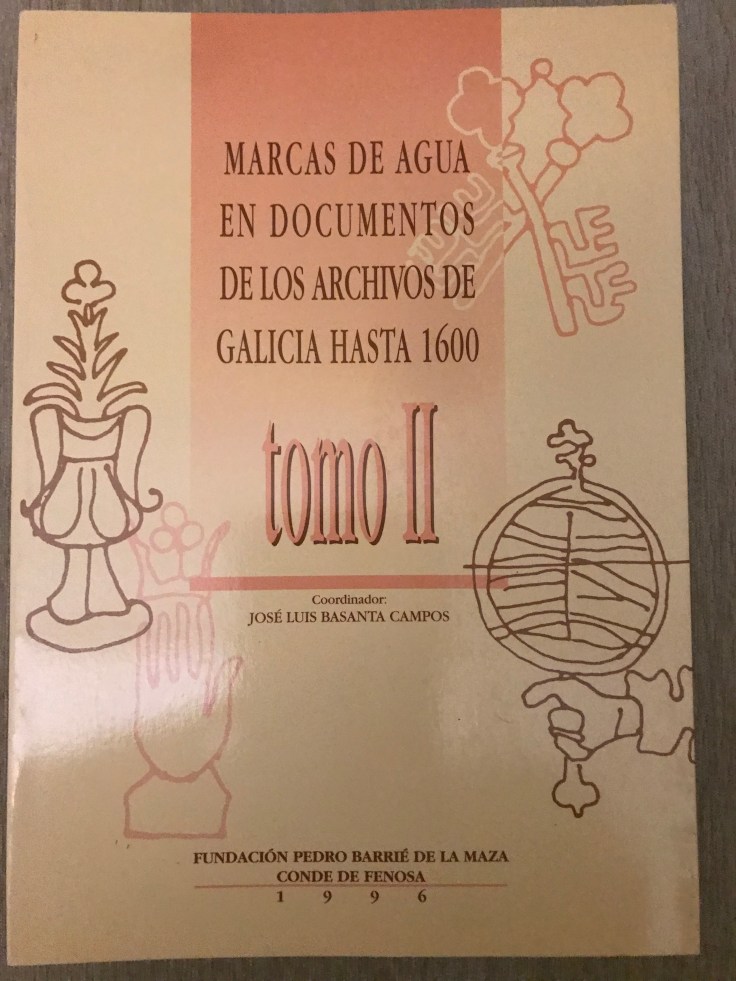 MARCAS DE AGUA
EN DOCUMENTOS
DE LOS ARCHIVOS DE
GALICIA HASTA 1600
tomo II
Coordinador:
JOSÉ LUIS BASANTA CAMPOS
FUNDACIÓN PEDRO BARRIÉ DE LA MAZA
CONDE DE FENOSA
1 9 9 6